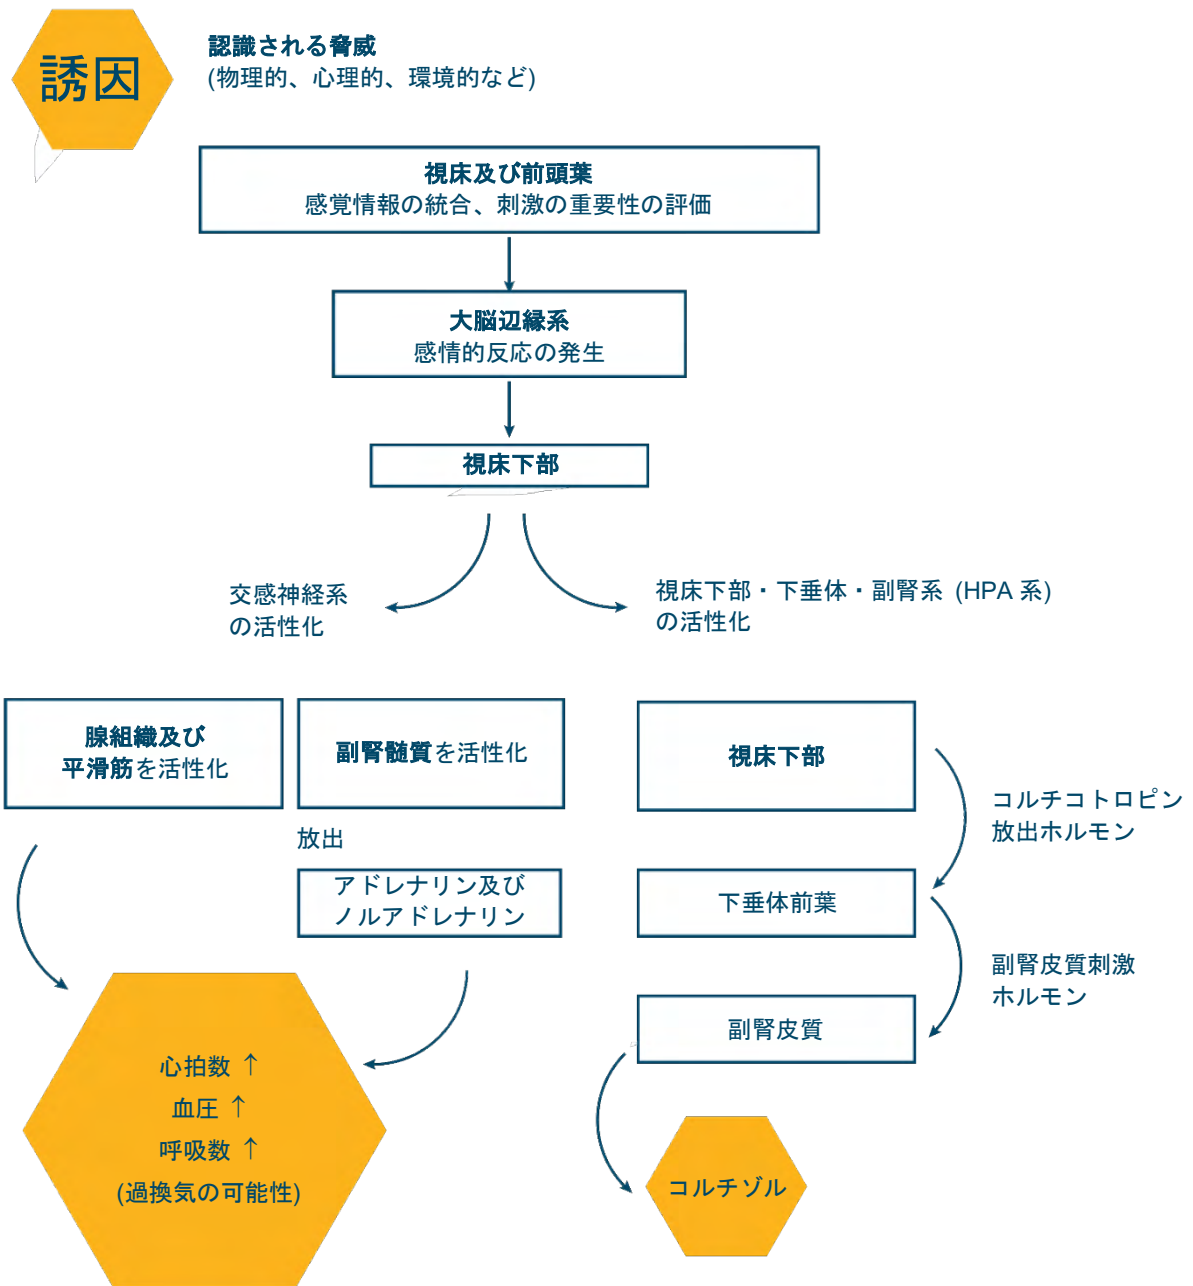 誘因
認識される脅威
(物理的、心理的、環境的など)
視床及び前頭葉
感覚情報の統合、刺激の重要性の評価
大脳辺縁系
感情的反応の発生
視床下部
交感神経系
の活性化
視床下部・下垂体・副腎系 (HPA 系)
の活性化
腺組織及び
平滑筋を活性化
副腎髄質を活性化
視床下部
コルチコトロピン
放出ホルモン
放出
アドレナリン及び
ノルアドレナリン
下垂体前葉
副腎皮質刺激
ホルモン
副腎皮質
心拍数 ↑
血圧 ↑
呼吸数 ↑
(過換気の可能性)
コルチゾル